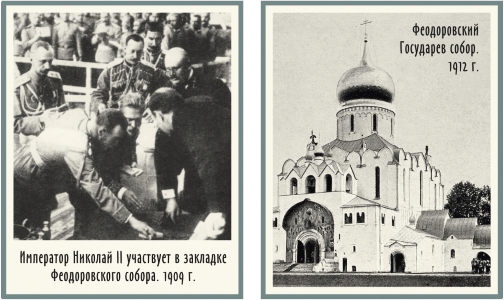 Император Николай II участвует в закладке
Феодоровского собора. 1909 г.
Феодоровский
Государев собор.
1912 г.